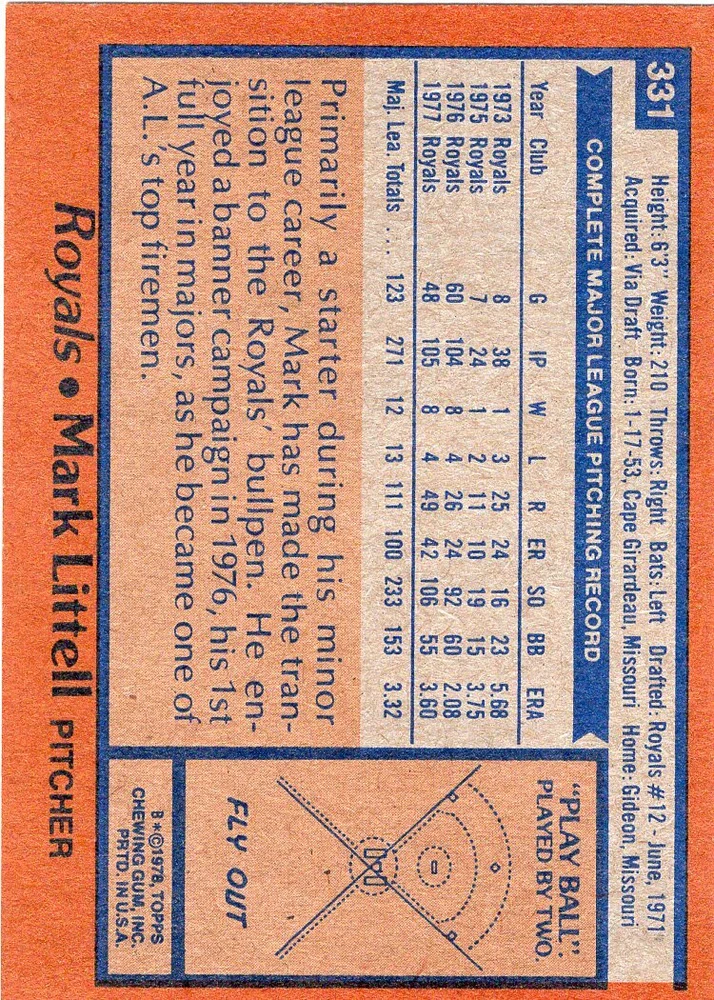 331
Height: 6'3" Weight: 210 Throws: Right Bats: Left Drafted: Royals #12 - June, 1971
Acquired: Via Draft Born: 1-17-53, Cape Girardeau, Missouri Home: Gideon, Missouri
COMPLETE MAJOR LEAGUE PITCHING RECORD
Year Club G IP W L R ER SO BB ERA
1973 Royals 8 38 1 3 25 24 16 23 5.68
1975 Royals 7 24 1 2 11 10 19 15 3.75
1976 Royals 60 104 8 4 26 24 92 60 2.08
1977 Royals 48 105 8 4 49 42 106 55 3.60
Maj. Lea. Totals ... 123 271 12 13 111 100 233 153 3.32
Primarily a starter during his minor
league career, Mark has made the tran-
sition to the Royals' bullpen. He en-
joyed a banner campaign in 1976, his 1st
full year in majors, as he became one of
A.L.'s top firemen.
"PLAY BALL":
PLAYED BY TWO.
FLY OUT
B*©1978, TOPPS
CHEWING GUM, INC.
PRTD. IN U.S.A.
Royals • Mark Littell PITCHER